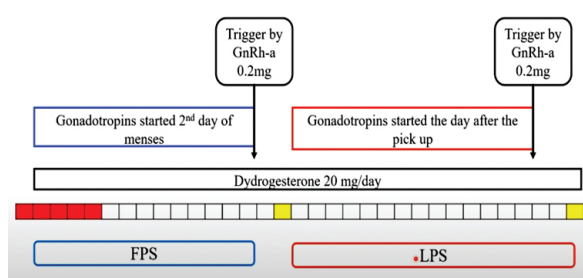 Trigger by
GnRh-a
0.2mg
Trigger by
GnRh-a
0.2mg
Gonadotropins started 2nd day of
menses
Gonadotropins started the day after the
pick up
Dydrogesterone 20 mg/day
FPS
LPS